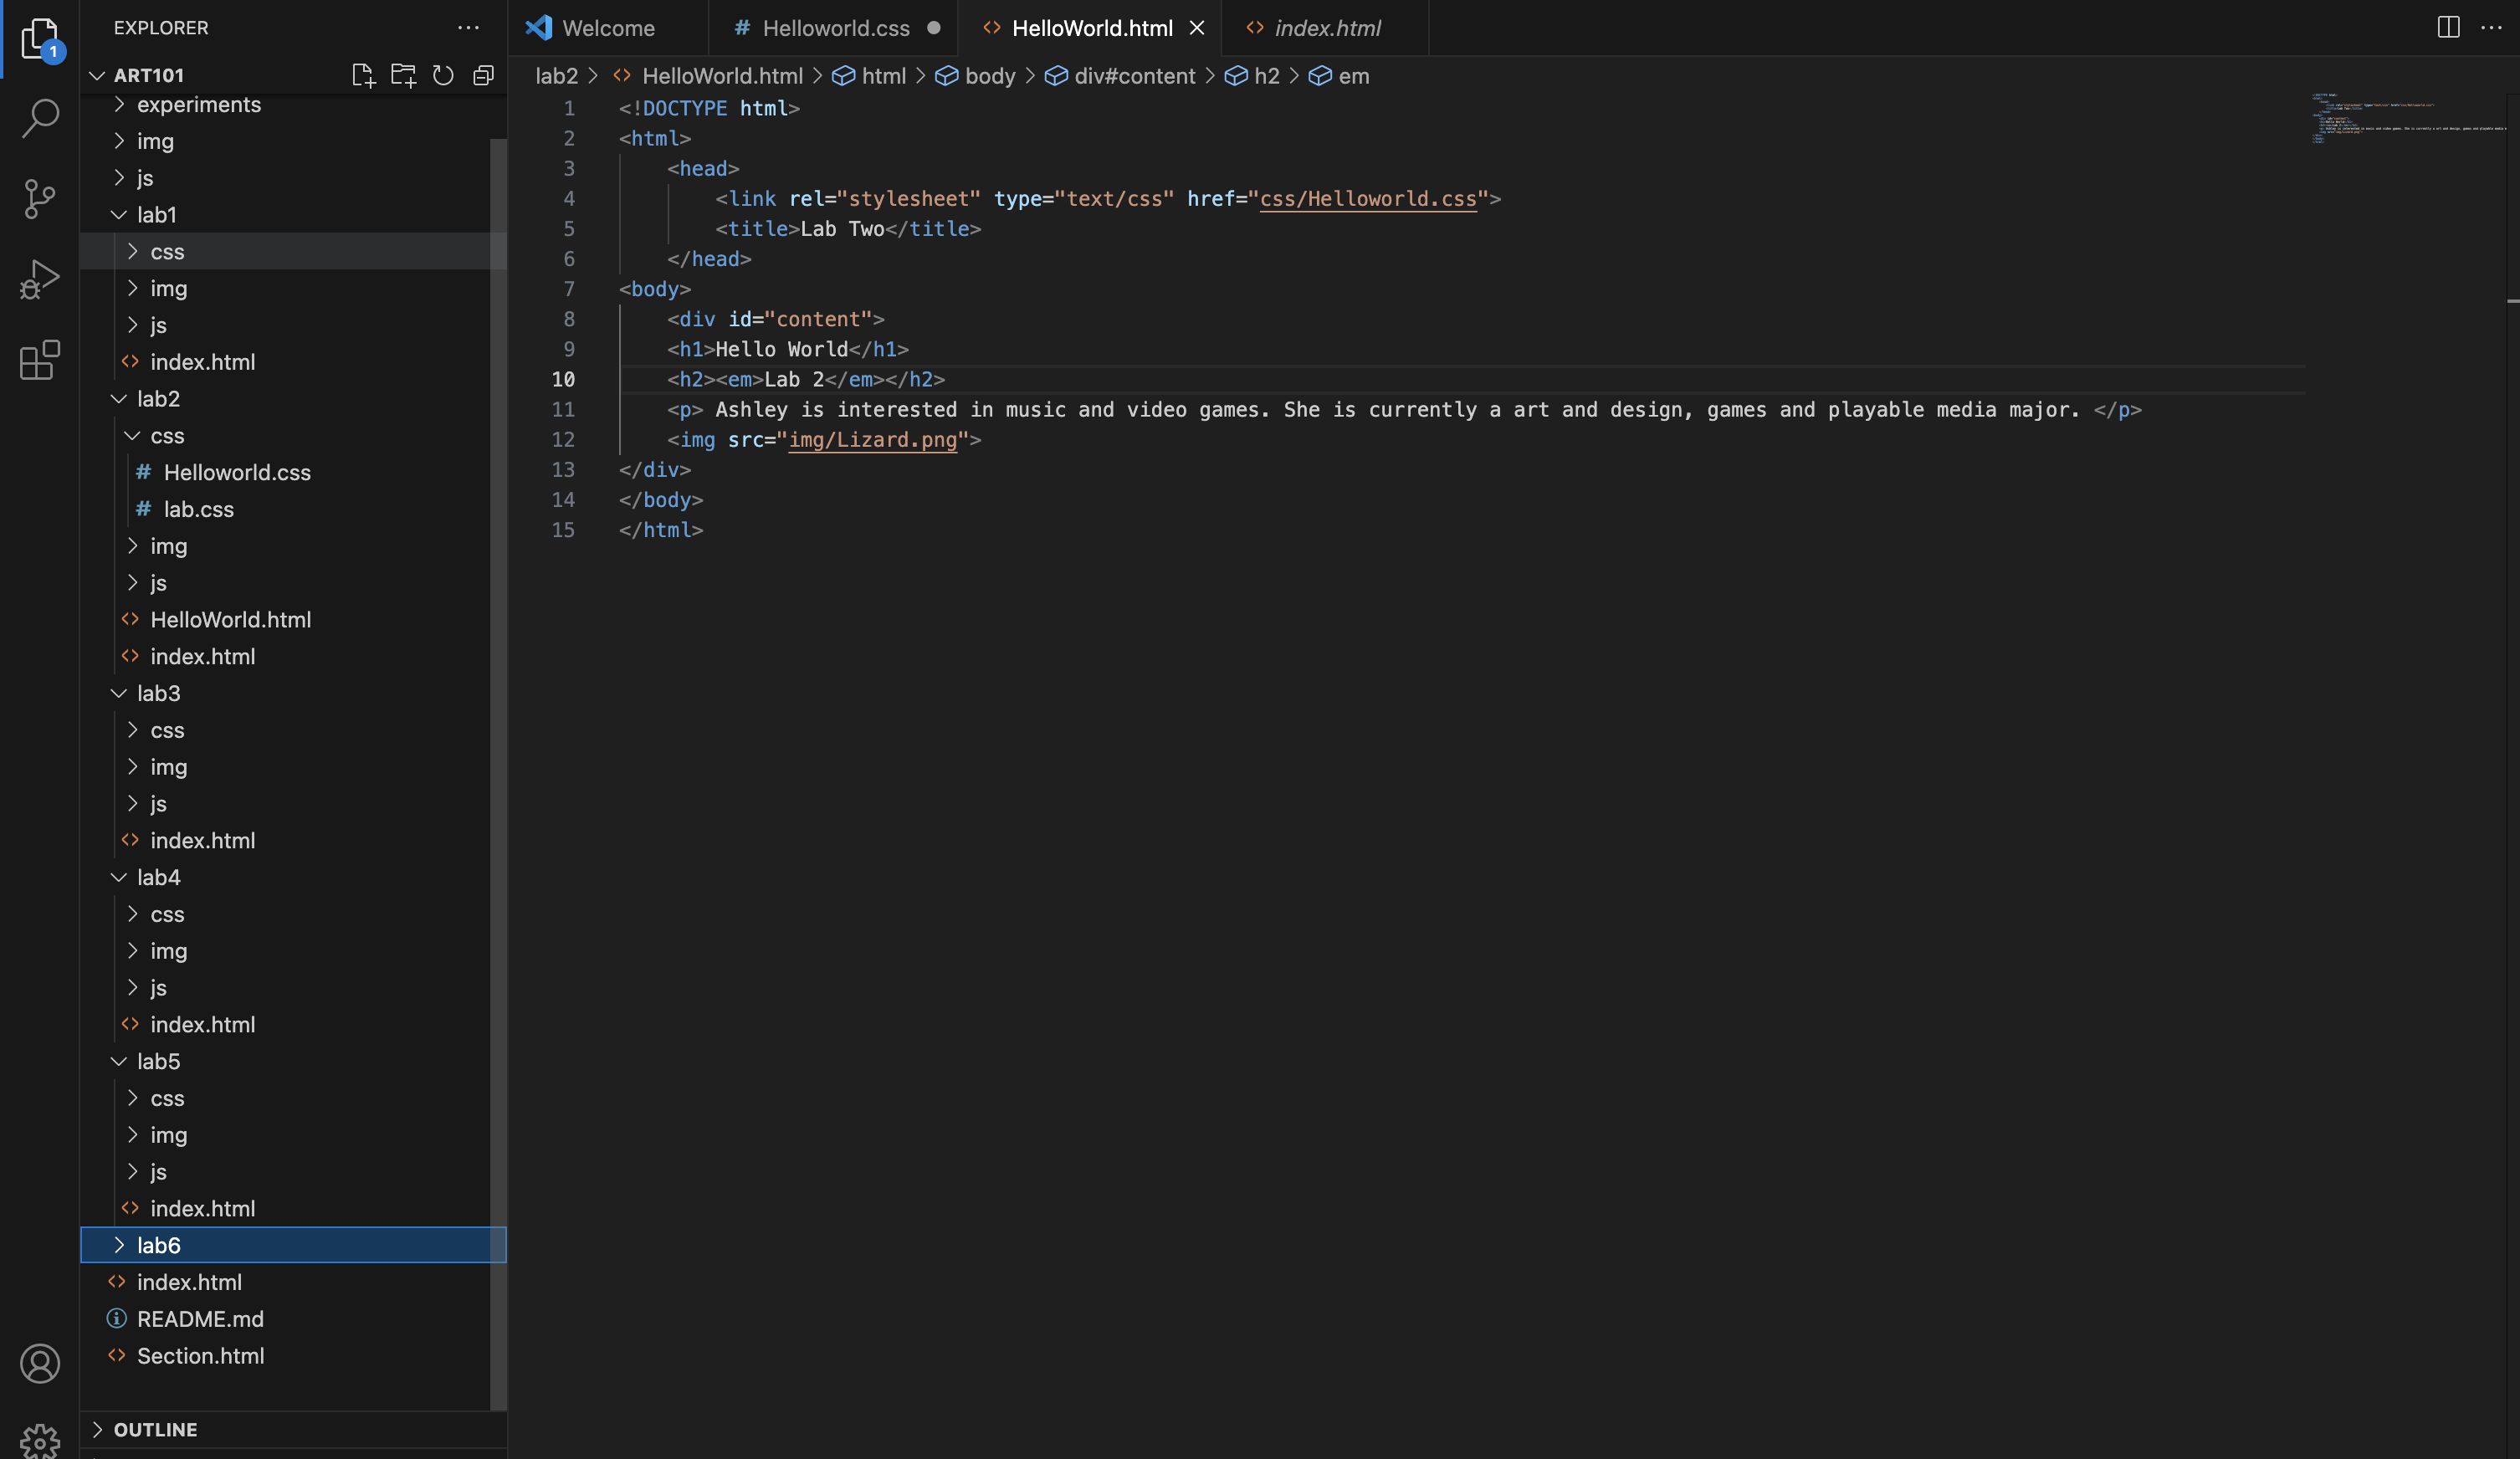 EXPLORER
1
ART101
experiments
img
js
lab1
css
img
js
index.html
lab2
css
# Helloworld.css
# lab.css
img
js
<> HelloWorld.html
<> index.html
lab3
css
img
js
<> index.html
lab4
css
img
js
<> index.html
lab5
css
img
js
<> index.html
lab6
<> index.html
README.md
<> Section.html
OUTLINE
Welcome
# Helloworld.css
<> HelloWorld.html
<> index.html
lab2 > <> HelloWorld.html > html > body > div#content > h2 > em
1 <!DOCTYPE html>
2 <html>
3 <head>
4 <link rel="stylesheet" type="text/css" href="css/Helloworld.css">
5 <title>Lab Two</title>
6 </head>
7 <body>
8 <div id="content">
9 <h1>Hello World</h1>
10 <h2><em>Lab 2</em></h2>
11 <p> Ashley is interested in music and video games. She is currently a art and design, games and playable media major. </p>
12 <img src="img/Lizard.png">
13 </div>
14 </body>
15 </html>